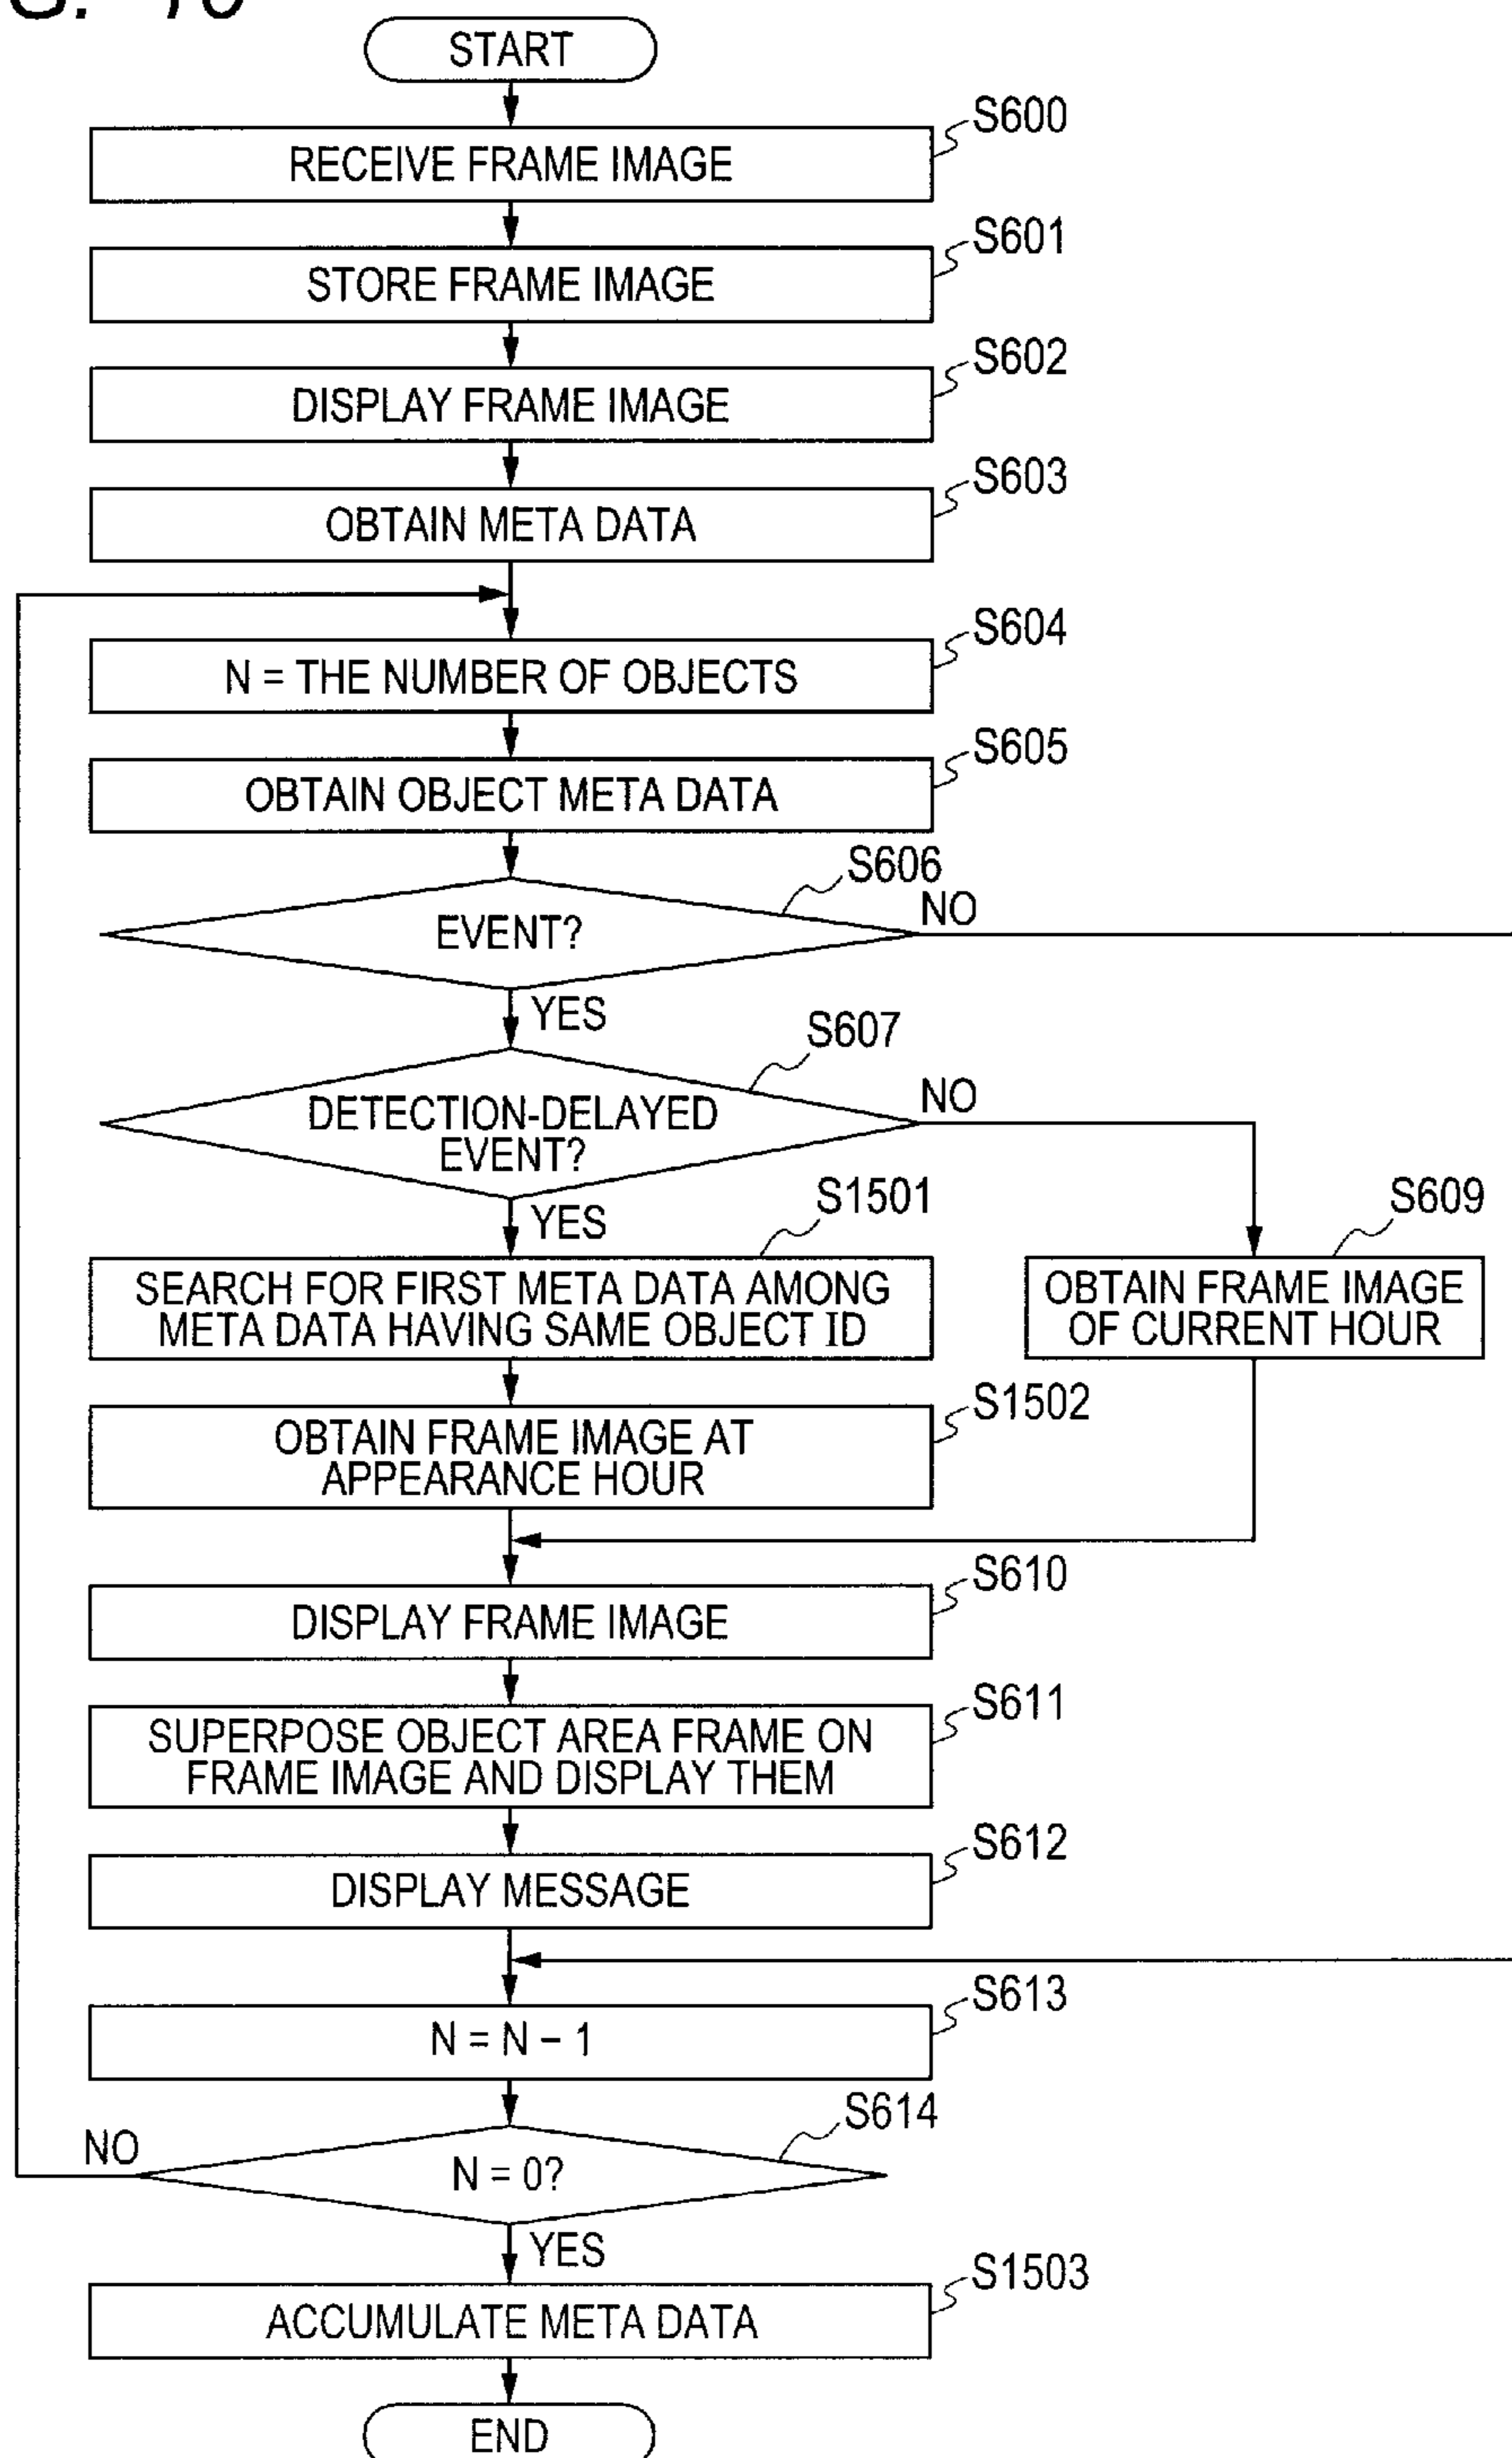 START
S600
RECEIVE FRAME IMAGE
S601
STORE FRAME IMAGE
S602
DISPLAY FRAME IMAGE
S603
OBTAIN META DATA
S604
N = THE NUMBER OF OBJECTS
S605
OBTAIN OBJECT META DATA
S606
EVENT?
NO
YES
S607
DETECTION-DELAYED
EVENT?
NO
YES
S1501
SEARCH FOR FIRST META DATA AMONG
META DATA HAVING SAME OBJECT ID
S609
OBTAIN FRAME IMAGE
OF CURRENT HOUR
S1502
OBTAIN FRAME IMAGE AT
APPEARANCE HOUR
S610
DISPLAY FRAME IMAGE
S611
SUPERPOSE OBJECT AREA FRAME ON
FRAME IMAGE AND DISPLAY THEM
S612
DISPLAY MESSAGE
S613
N = N − 1
S614
NO
N = 0?
YES
S1503
ACCUMULATE META DATA
END